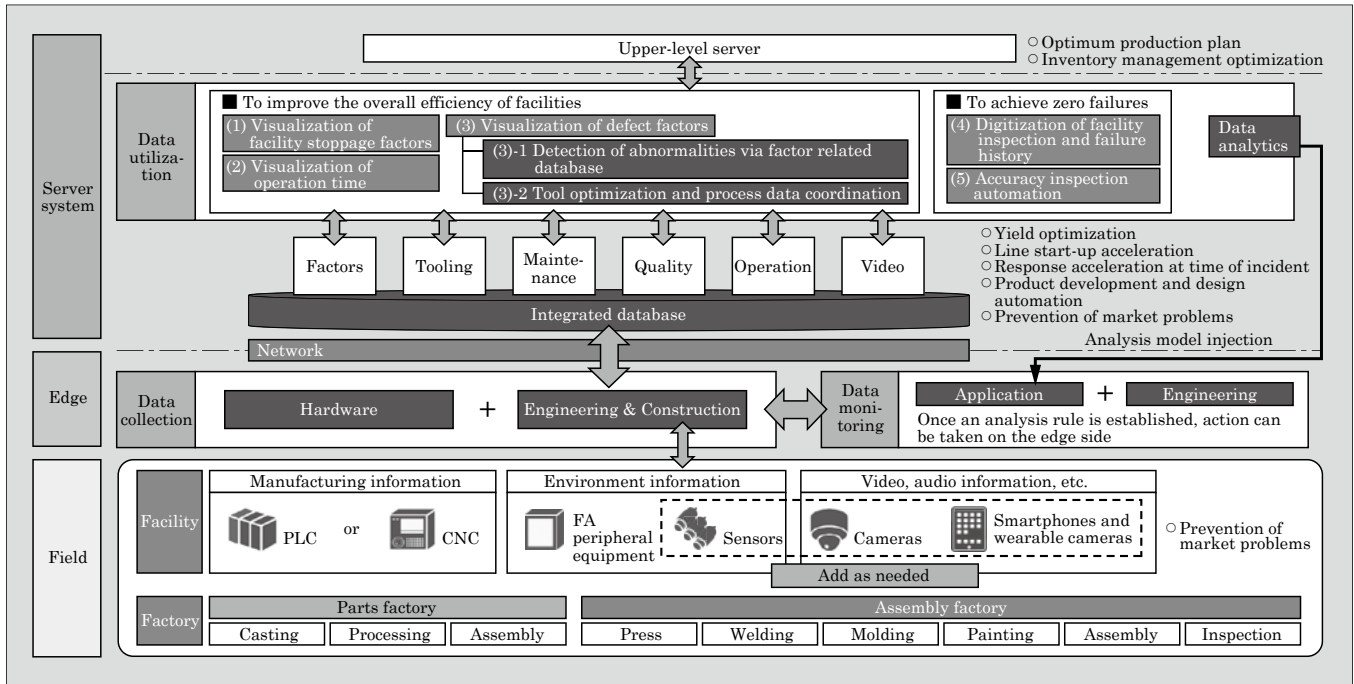 Server
system
Upper-level server
○ Optimum production plan
○ Inventory management optimization
Data
utiliza-
tion
■ To improve the overall efficiency of facilities
(1) Visualization of
facility stoppage factors
(2) Visualization of
operation time
(3) Visualization of defect factors
(3)-1 Detection of abnormalities via factor related
database
(3)-2 Tool optimization and process data coordination
■ To achieve zero failures
(4) Digitization of facility
inspection and failure
history
(5) Accuracy inspection
automation
Data
analytics
Factors
Tooling
Mainte-
nance
Quality
Operation
Video
Integrated database
○ Yield optimization
○ Line start-up acceleration
○ Response acceleration at time of incident
○ Product development and design
automation
○ Prevention of market problems
Network
Analysis model injection
Edge
Data
collection
Hardware
+
Engineering & Construction
Data
moni-
toring
Application
+
Engineering
Once an analysis rule is established, action can
be taken on the edge side
Field
Facility
Manufacturing information
PLC
or
CNC
Environment information
FA
peripheral
equipment
Sensors
Video, audio information, etc.
Cameras
Smartphones and
wearable cameras
Add as needed
○ Prevention of
market problems
Factory
Parts factory
Casting
Processing
Assembly
Assembly factory
Press
Welding
Molding
Painting
Assembly
Inspection